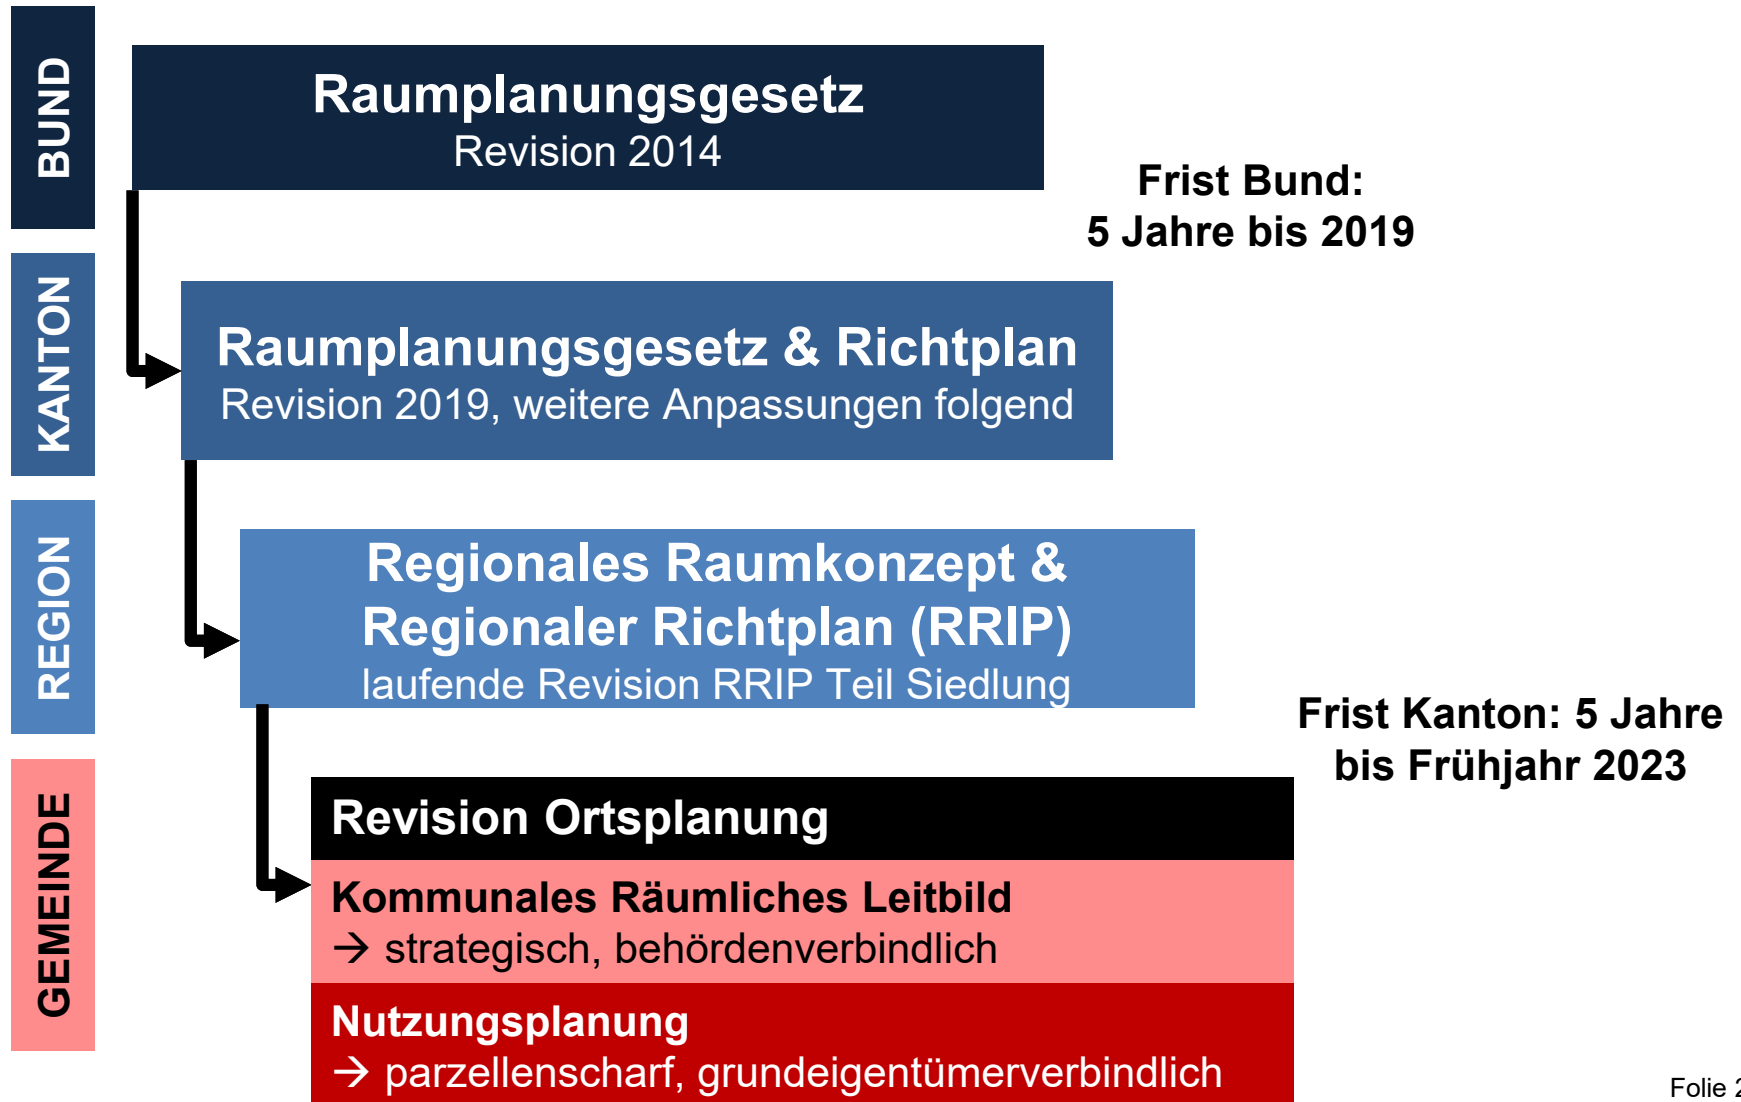 BUND
Raumplanungsgesetz
Revision 2014
Frist Bund:
5 Jahre bis 2019
KANTON
Raumplanungsgesetz & Richtplan
Revision 2019, weitere Anpassungen folgend
REGION
Regionales Raumkonzept &
Regionaler Richtplan (RRIP)
laufende Revision RRIP Teil Siedlung
Frist Kanton: 5 Jahre
bis Frühjahr 2023
GEMEINDE
Revision Ortsplanung
Kommunales Räumliches Leitbild
→ strategisch, behördenverbindlich
Nutzungsplanung
→ parzellenscharf, grundeigentümerverbindlich
Folie 2